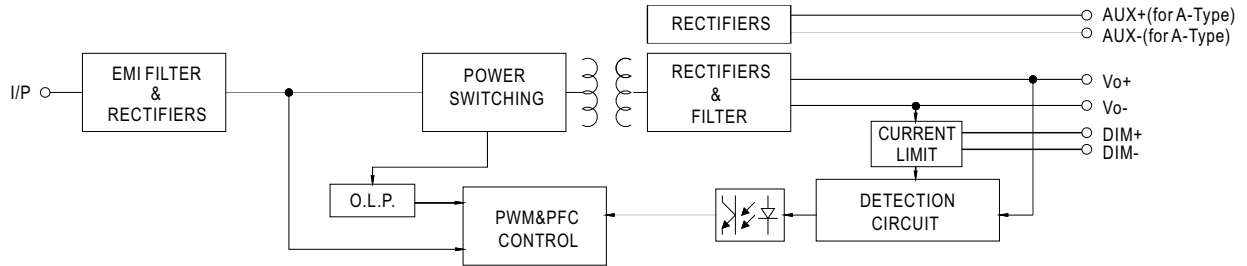 RECTIFIERS
AUX+(for A-Type)
AUX-(for A-Type)
I/P
EMI FILTER
&
RECTIFIERS
POWER
SWITCHING
RECTIFIERS
&
FILTER
Vo+
Vo-
CURRENT
LIMIT
DIM+
DIM-
O.L.P.
PWM&PFC
CONTROL
DETECTION
CIRCUIT